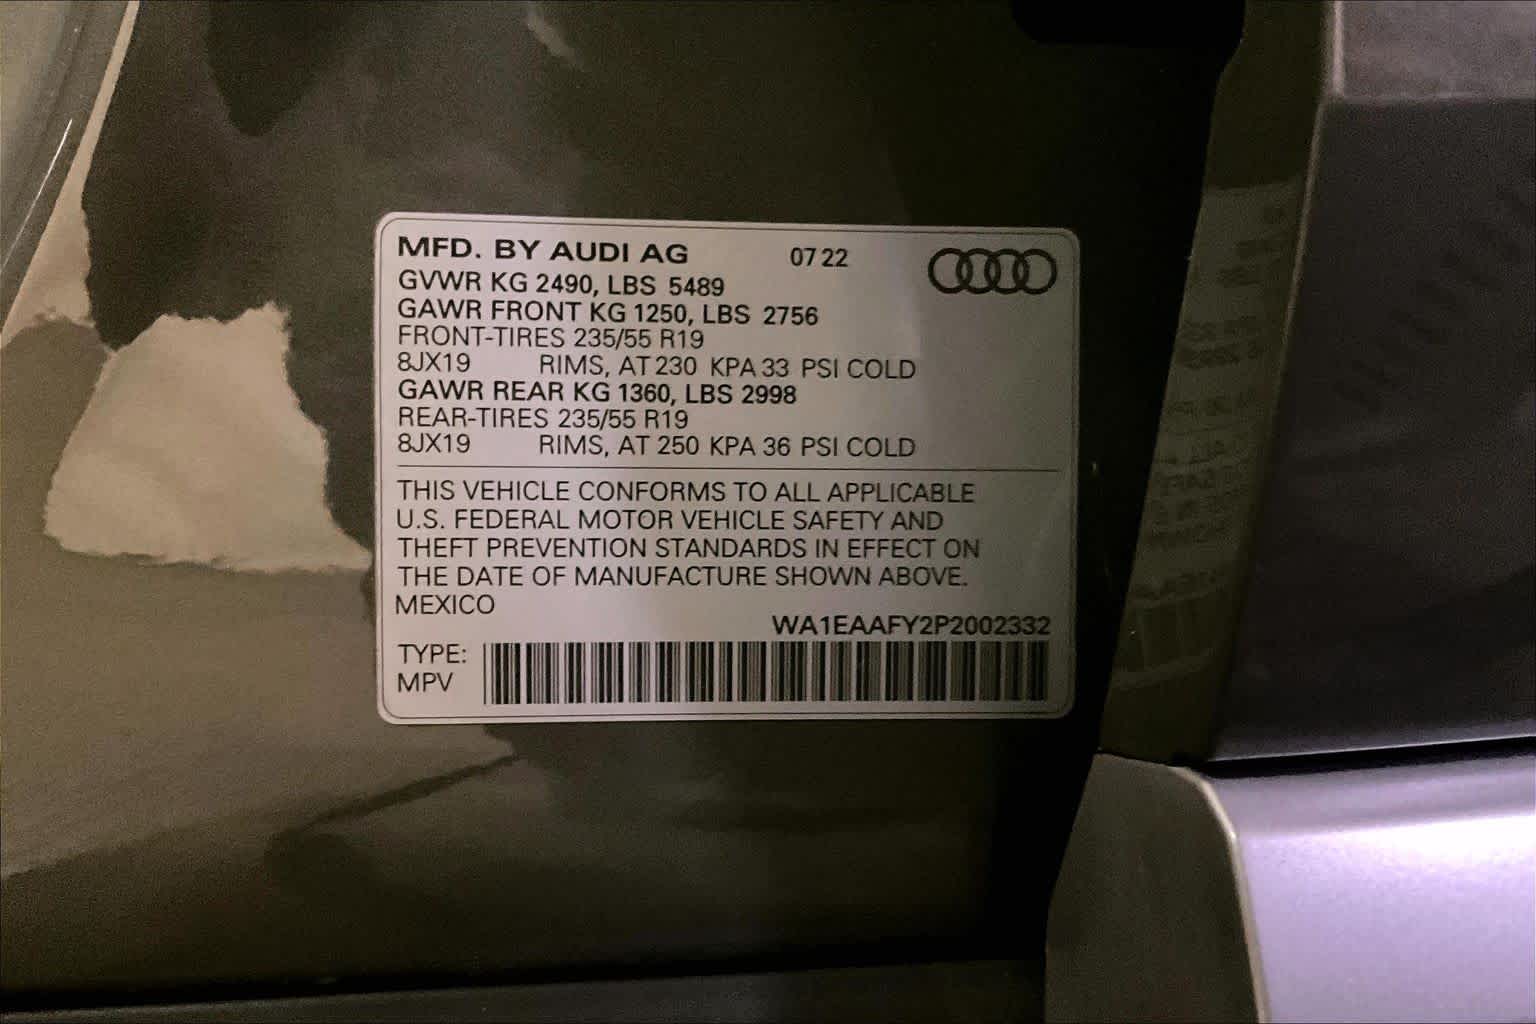 MFD. BY AUDI AG 07 22
GVWR KG 2490, LBS 5489
GAWR FRONT KG 1250, LBS 2756
FRONT-TIRES 235/55 R19
8JX19 RIMS, AT 230 KPA 33 PSI COLD
GAWR REAR KG 1360, LBS 2998
REAR-TIRES 235/55 R19
8JX19 RIMS, AT 250 KPA 36 PSI COLD
THIS VEHICLE CONFORMS TO ALL APPLICABLE
U.S. FEDERAL MOTOR VEHICLE SAFETY AND
THEFT PREVENTION STANDARDS IN EFFECT ON
THE DATE OF MANUFACTURE SHOWN ABOVE.
MEXICO
WA1EAAFY2P2002332
TYPE:
MPV